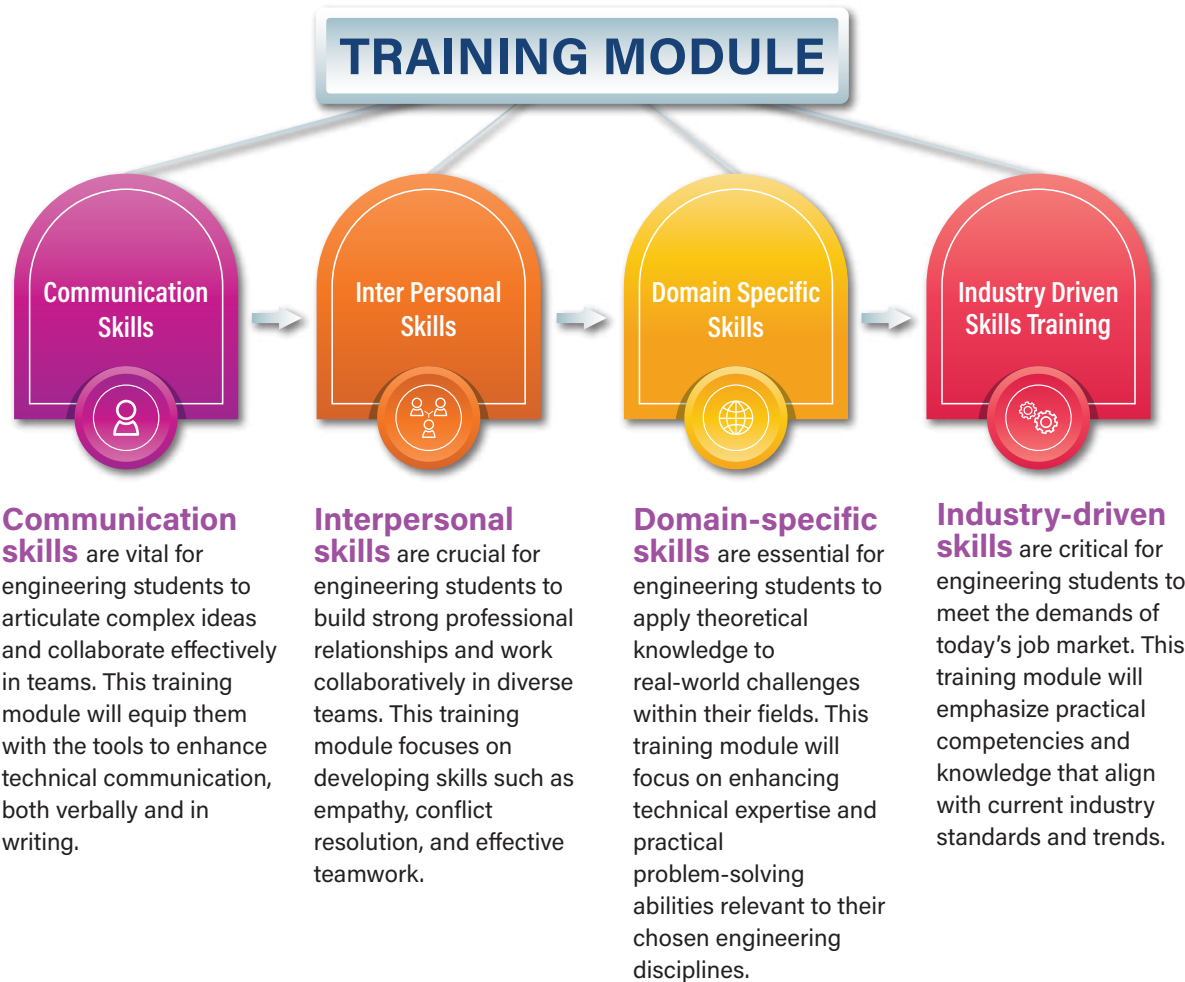 TRAINING MODULE
Communication
Skills
Inter Personal
Skills
Domain Specific
Skills
Industry Driven
Skills Training
Communication
skills are vital for
engineering students to
articulate complex ideas
and collaborate effectively
in teams. This training
module will equip them
with the tools to enhance
technical communication,
both verbally and in
writing.
Interpersonal
skills are crucial for
engineering students to
build strong professional
relationships and work
collaboratively in diverse
teams. This training
module focuses on
developing skills such as
empathy, conflict
resolution, and effective
teamwork.
Domain-specific
skills are essential for
engineering students to
apply theoretical
knowledge to
real-world challenges
within their fields. This
training module will
focus on enhancing
technical expertise and
practical
problem-solving
abilities relevant to their
chosen engineering
disciplines.
Industry-driven
skills are critical for
engineering students to
meet the demands of
today’s job market. This
training module will
emphasize practical
competencies and
knowledge that align
with current industry
standards and trends.